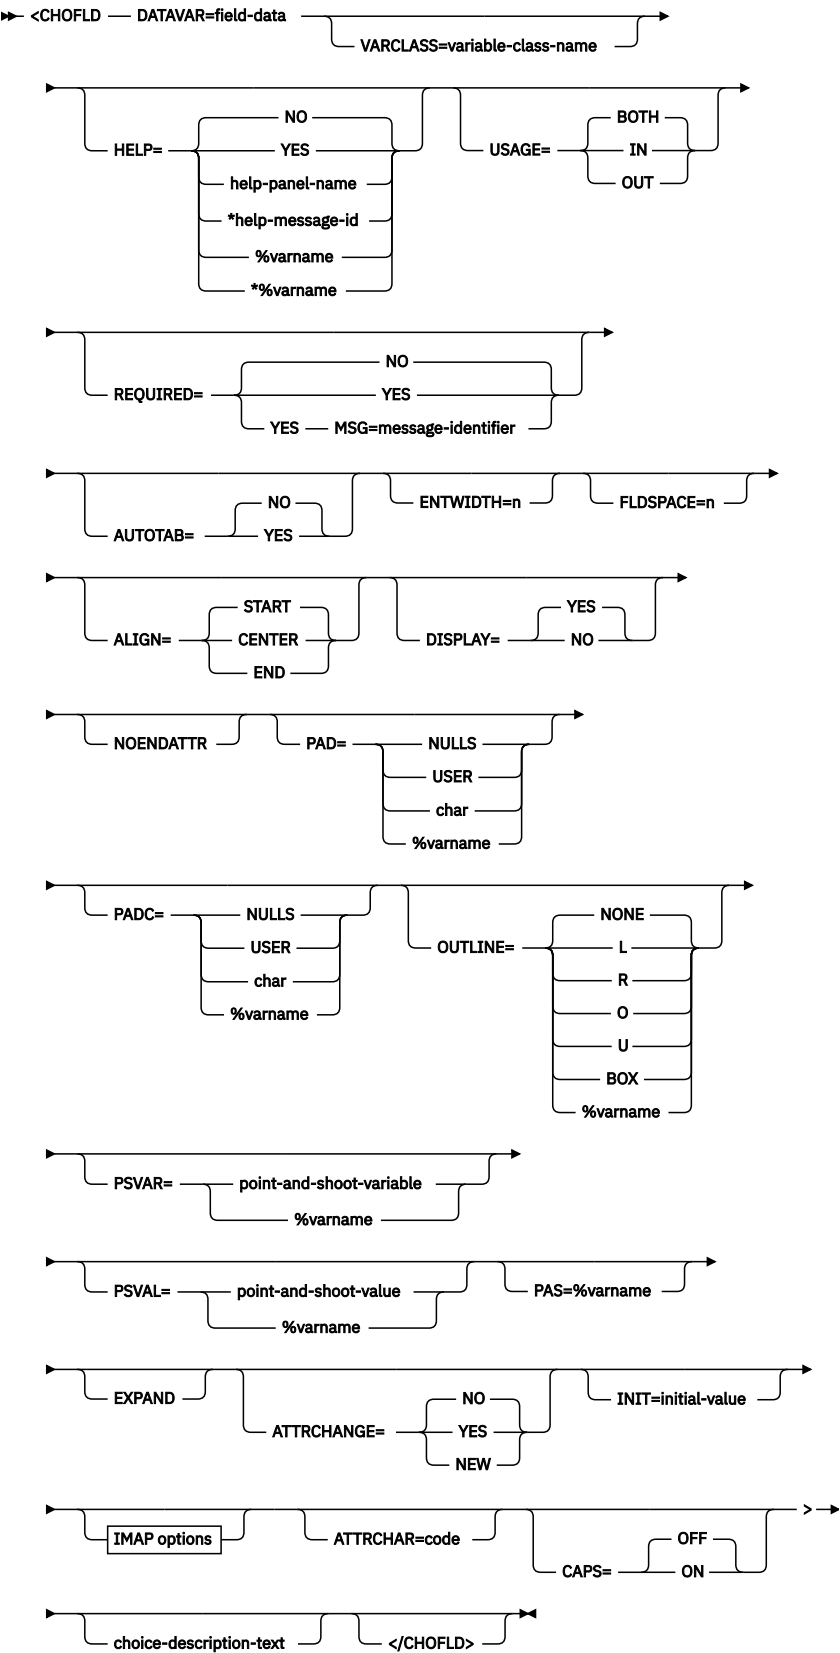 <CHOFLD DATAVAR=field-data
VARCLASS=variable-class-name
HELP= NO
YES
help-panel-name
*help-message-id
%varname
*%varname
USAGE= BOTH
IN
OUT
REQUIRED= NO
YES
YES MSG=message-identifier
AUTOTAB= NO
YES
ENTWIDTH=n
FLDSPACE=n
ALIGN= START
CENTER
END
DISPLAY= YES
NO
NOENDATTR
PAD= NULLS
USER
char
%varname
PADC= NULLS
USER
char
%varname
OUTLINE= NONE
L
R
O
U
BOX
%varname
PSVAR= point-and-shoot-variable
%varname
PSVAL= point-and-shoot-value
%varname
PAS=%varname
EXPAND
ATTRCHANGE= NO
YES
NEW
INIT=initial-value
IMAP options
ATTRCHAR=code
CAPS= OFF
ON
>
choice-description-text
</CHOFLD>